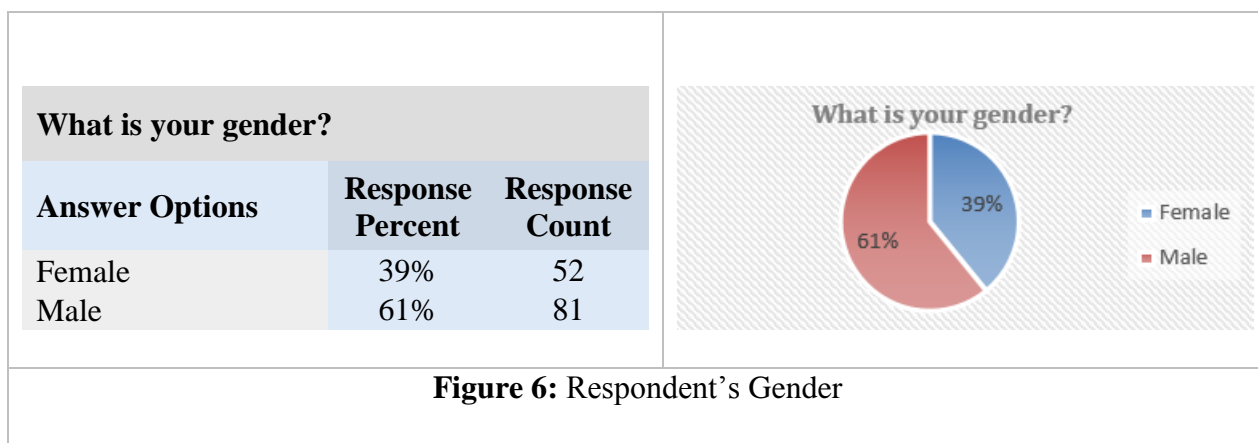 What is your gender?
Answer Options
Response Percent
Response Count
Female 39% 52
Male 61% 81
What is your gender?
39%
61%
Female
Male
Figure 6: Respondent’s Gender